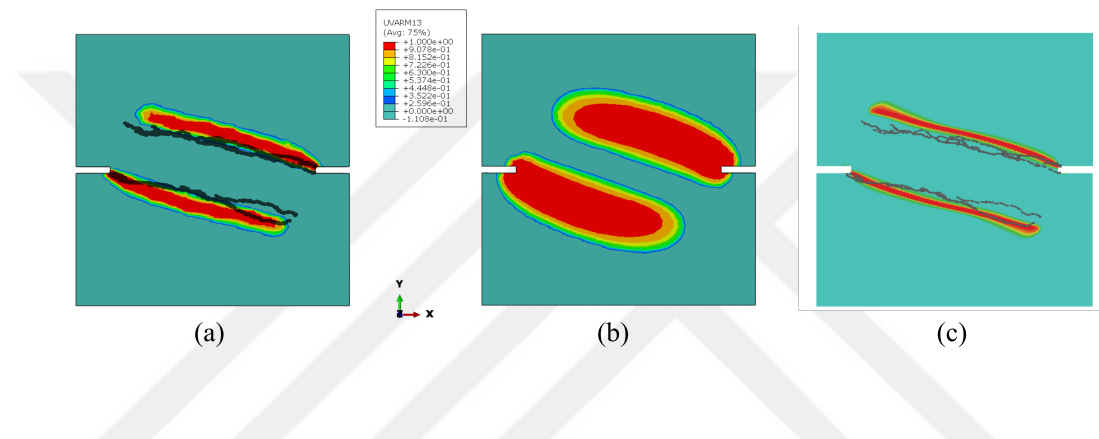 UVARM13
(Avg: 75%)
+1.000e+00
+9.078e-01
+8.152e-01
+7.226e-01
+6.300e-01
+5.374e-01
+4.448e-01
+3.522e-01
+2.596e-01
+0.000e+00
-1.108e-01
Y
Z
X
(a)
(b)
(c)